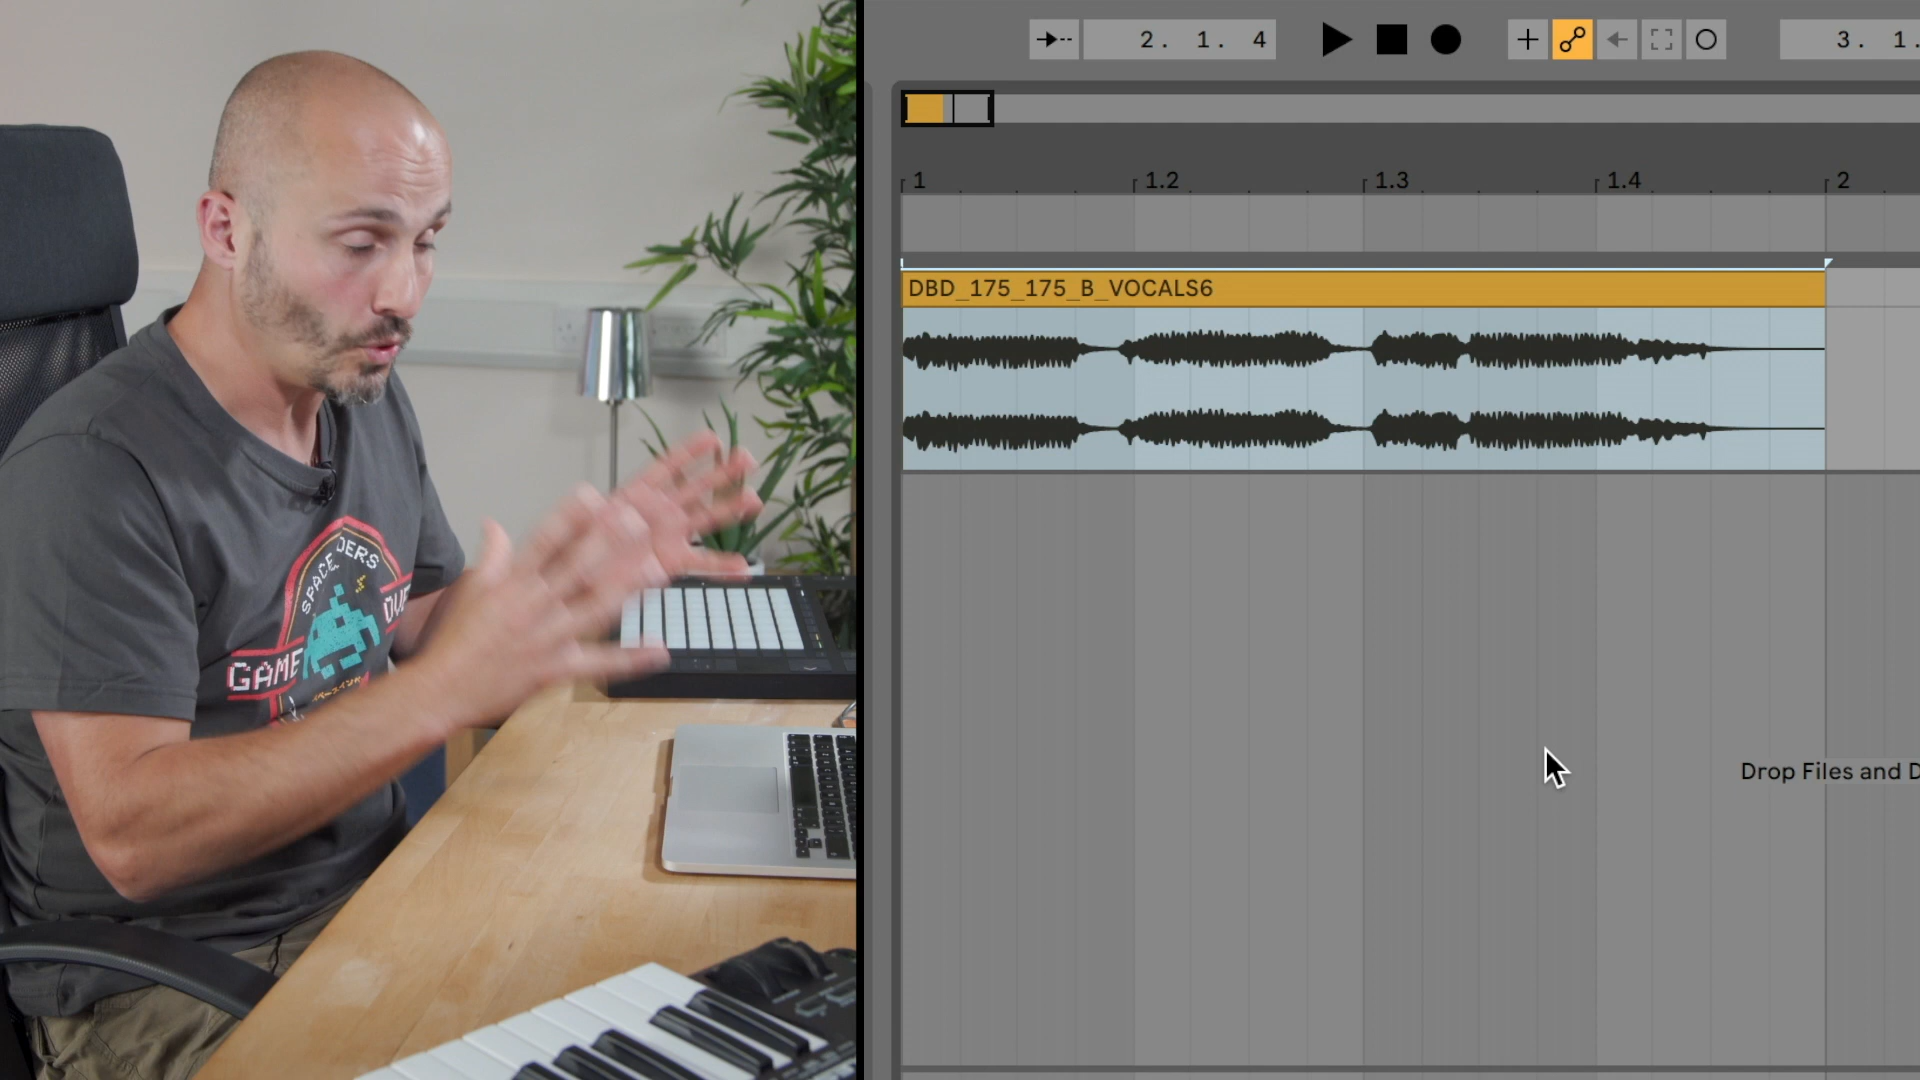 2. 1. 4
3. 1.
1
1.2
1.3
1.4
2
DBD_175_175_B_VOCALS6
Drop Files and D
SPACE
DERS
GAME
OVE